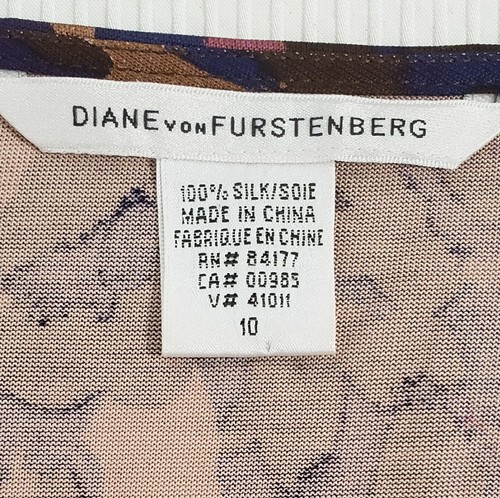 DIANE VON FURSTENBERG
100% SILK/SOIE
MADE IN CHINA
FABRIQUE EN CHINE
RN# 84177
CA# 00985
V# 41011
10